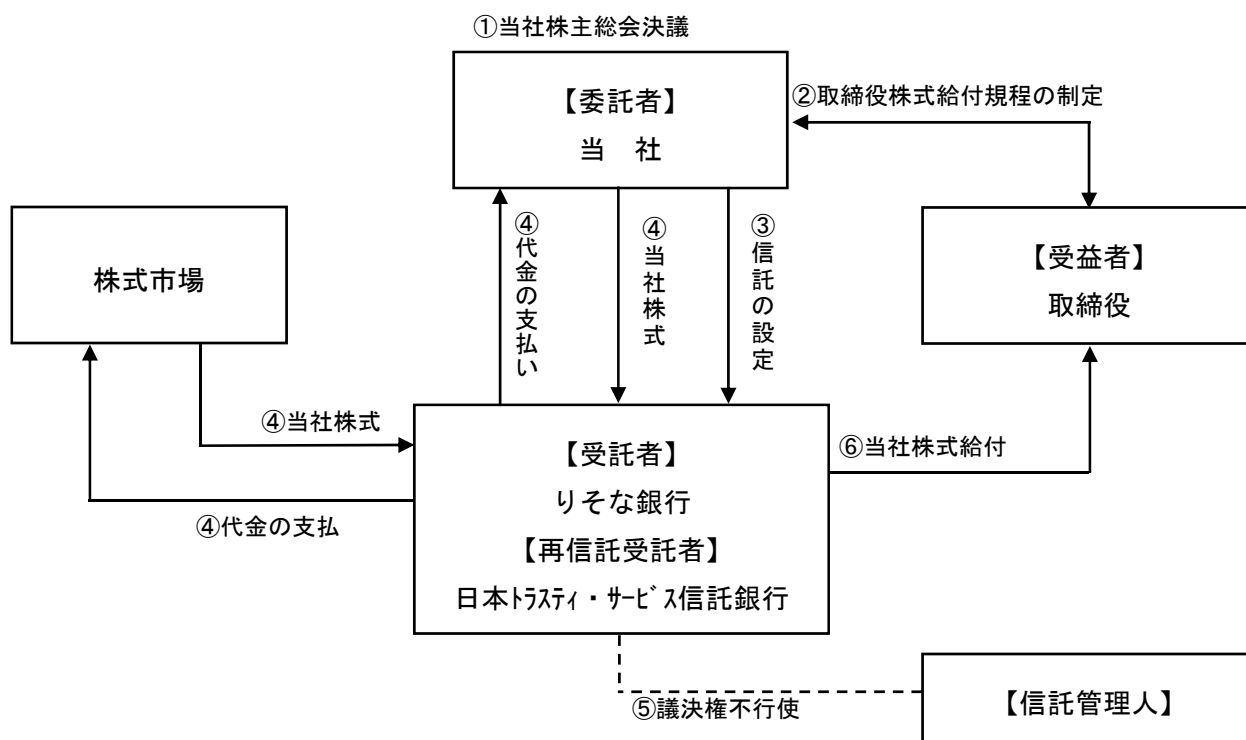 ①当社株主総会決議
【委託者】
当　社
②取締役株式給付規程の制定
株式市場
④代金の支払い
④当社株式
③信託の設定
【受益者】
取締役
④当社株式
④代金の支払
【受託者】
りそな銀行
【再信託受託者】
日本ﾄﾗｽﾃｨ・ｻｰﾋﾞｽ信託銀行
⑥当社株式給付
⑤議決権不行使
【信託管理人】